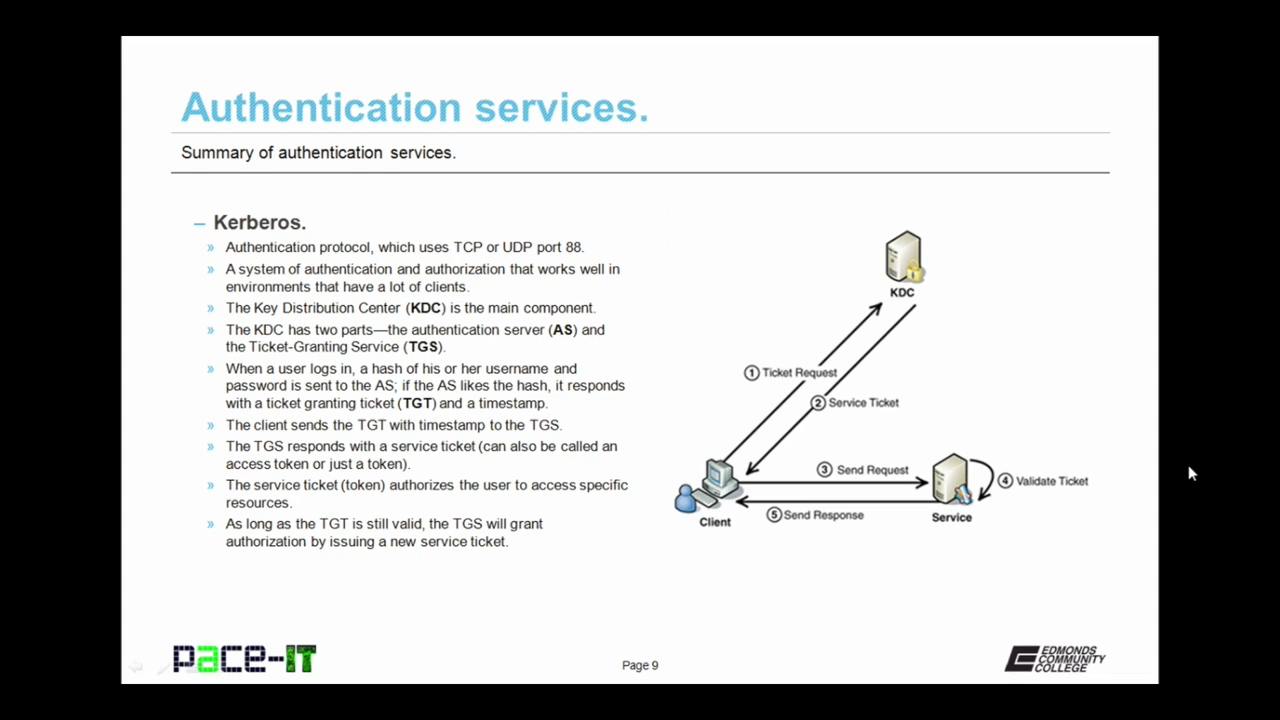 Authentication services.
Summary of authentication services.
– Kerberos.
» Authentication protocol, which uses TCP or UDP port 88.
» A system of authentication and authorization that works well in
environments that have a lot of clients.
» The Key Distribution Center (KDC) is the main component.
» The KDC has two parts—the authentication server (AS) and
the Ticket-Granting Service (TGS).
» When a user logs in, a hash of his or her username and
password is sent to the AS; if the AS likes the hash, it responds
with a ticket granting ticket (TGT) and a timestamp.
» The client sends the TGT with timestamp to the TGS.
» The TGS responds with a service ticket (can also be called an
access token or just a token).
» The service ticket (token) authorizes the user to access specific
resources.
» As long as the TGT is still valid, the TGS will grant
authorization by issuing a new service ticket.
KDC
① Ticket Request
② Service Ticket
③ Send Request
④ Validate Ticket
⑤ Send Response
Client
Service
pace-IT
Page 9
EDMONDS
COMMUNITY
COLLEGE